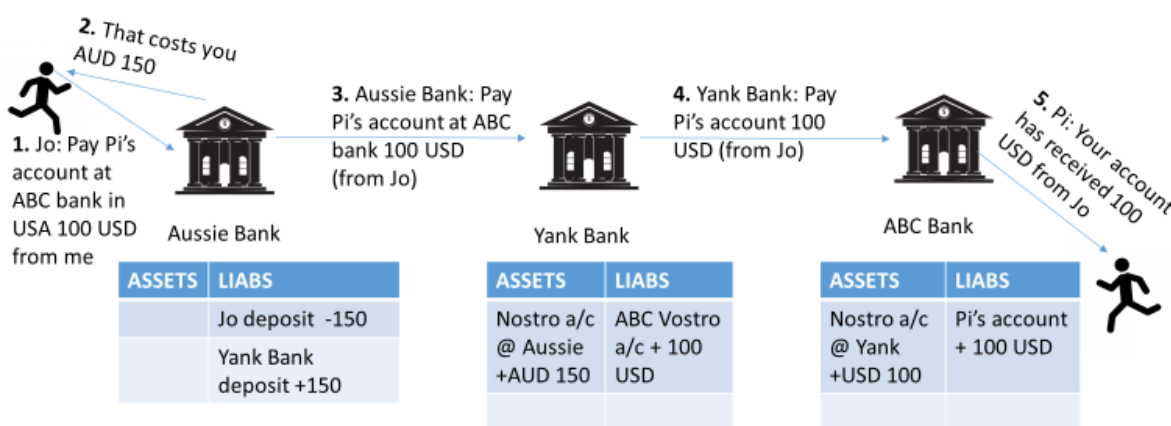 2. That costs you
AUD 150
1. Jo: Pay Pi's
account at
ABC bank in
USA 100 USD
from me
Aussie Bank
3. Aussie Bank: Pay
Pi's account at ABC
bank 100 USD
(from Jo)
Yank Bank
4. Yank Bank: Pay
Pi's account 100
USD (from Jo)
ABC Bank
5. Pi: Your account
has received 100
USD from Jo
ASSETS LIABS
Jo deposit -150
Yank Bank
deposit +150
ASSETS LIABS
Nostro a/c ABC Vostro
@ Aussie a/c + 100
+AUD 150 USD
ASSETS LIABS
Nostro a/c Pi's account
@ Yank + 100 USD
+USD 100